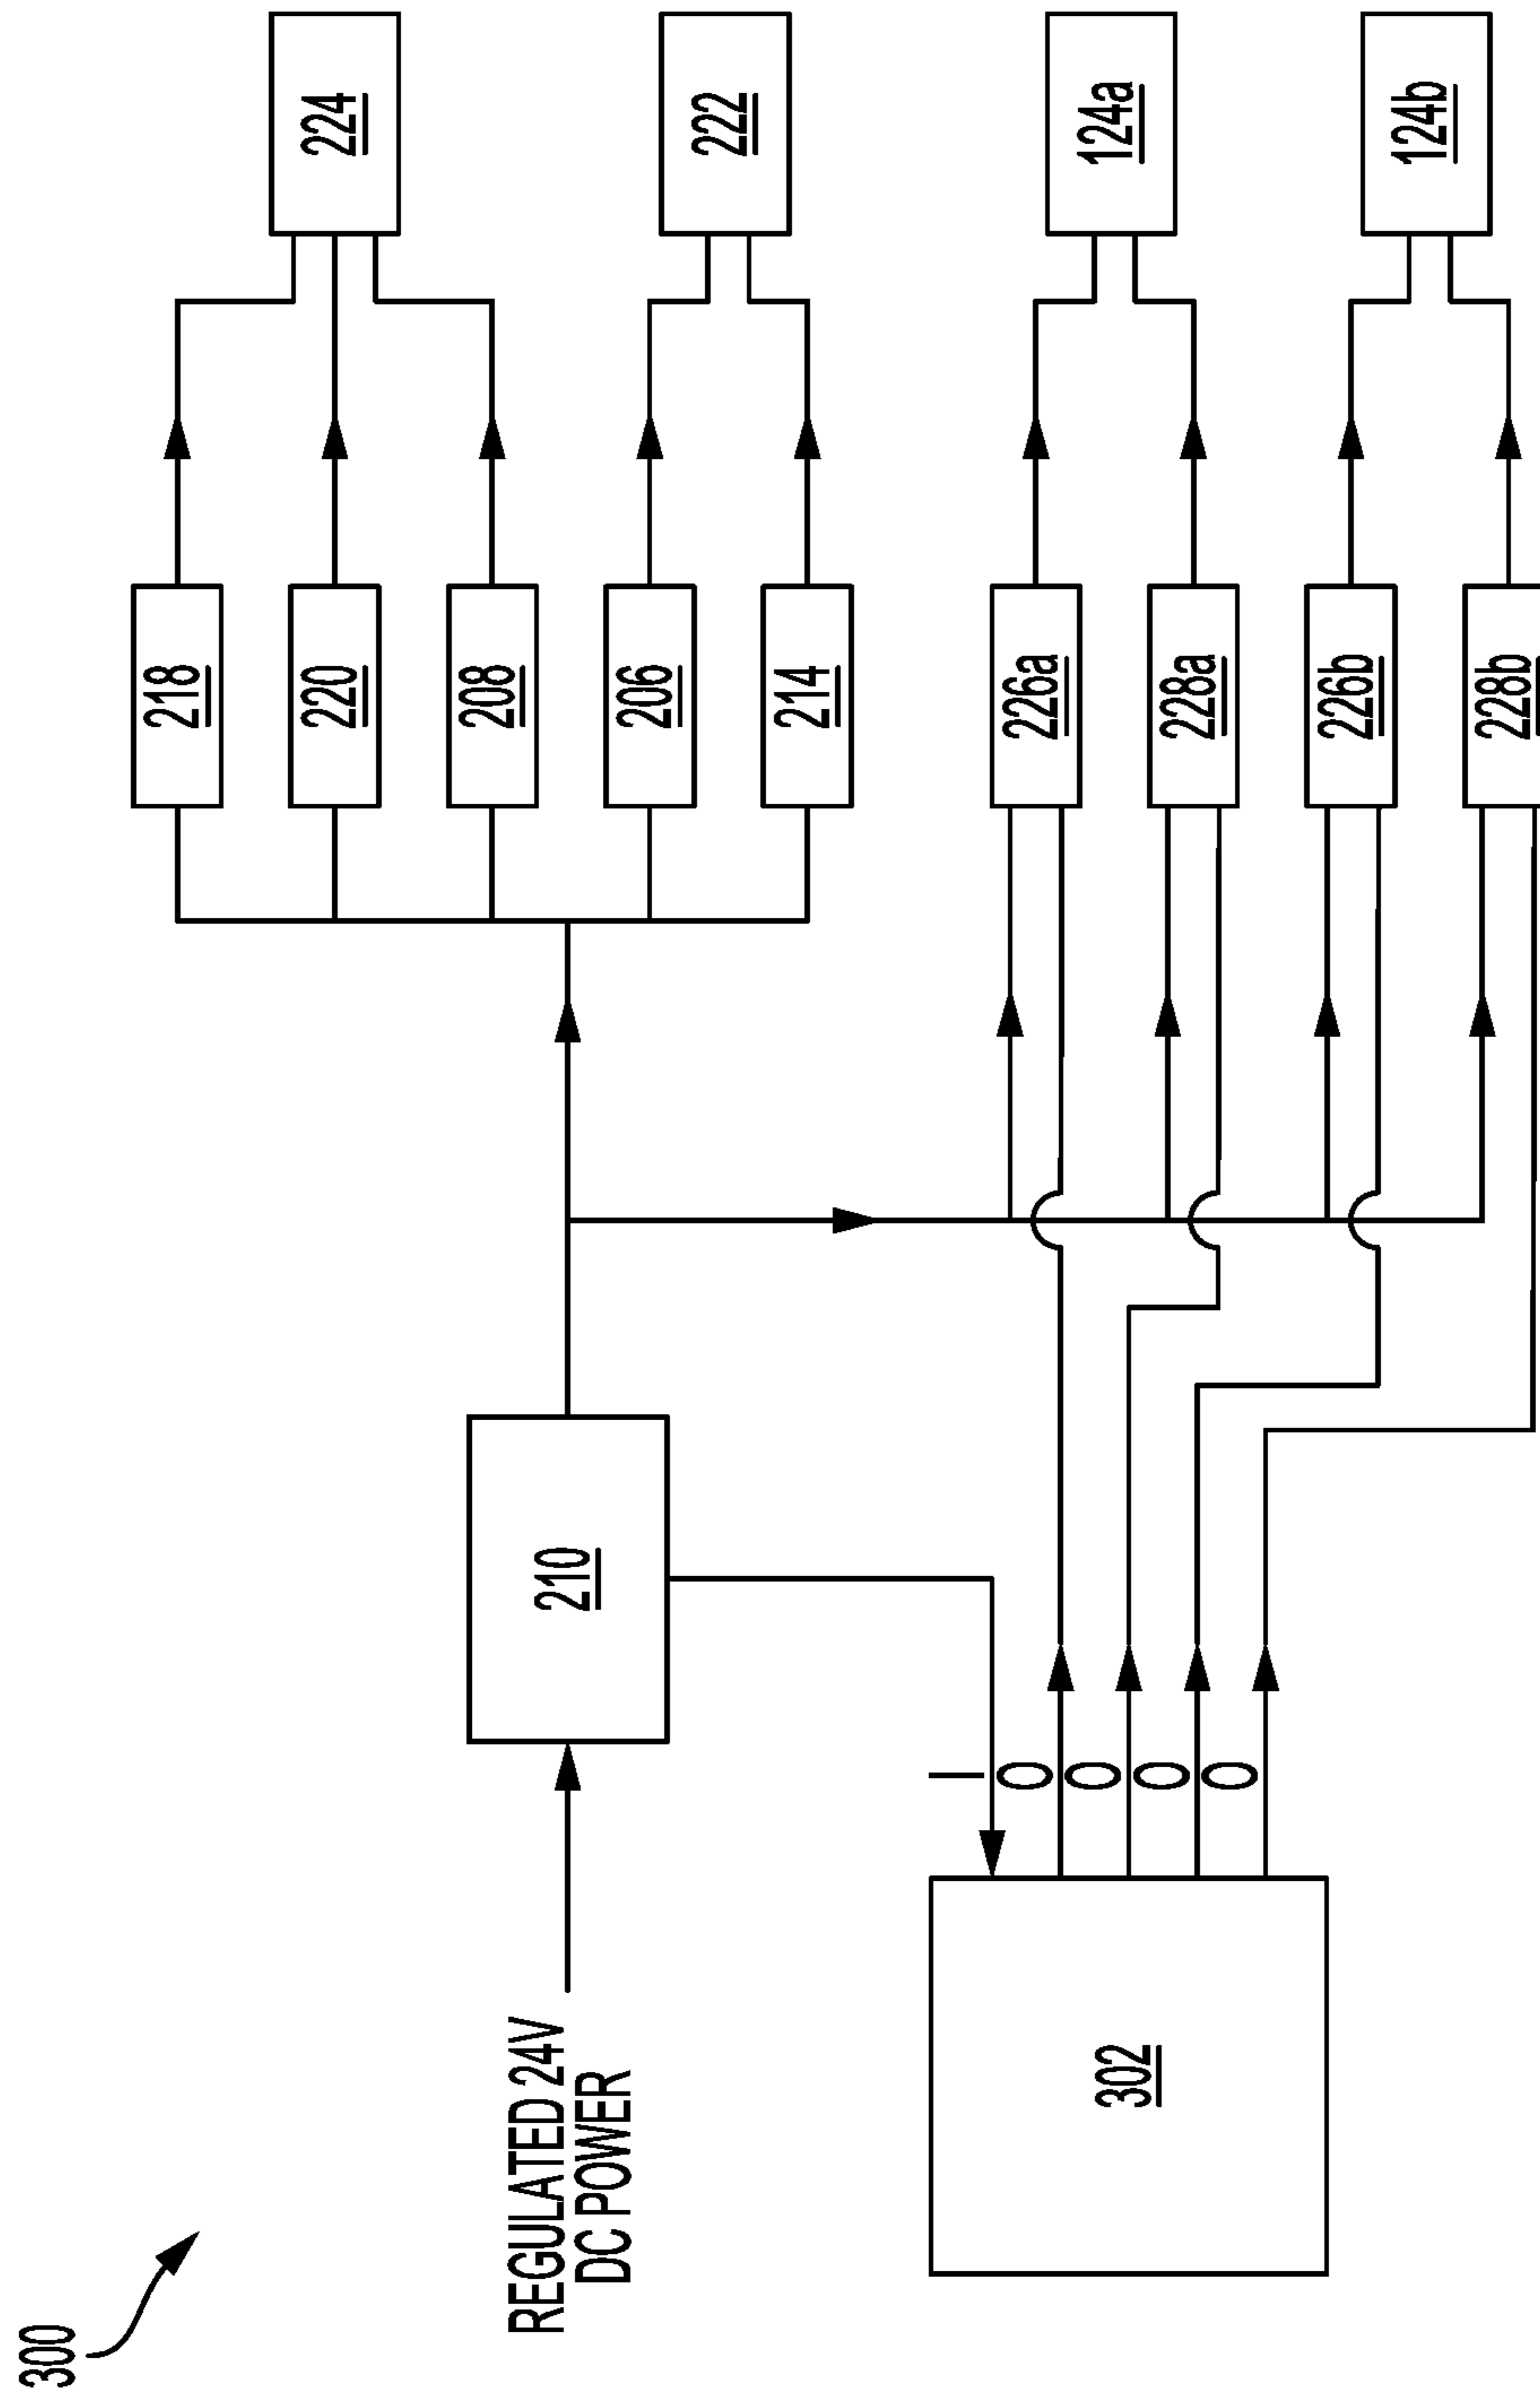 300
REGULATED 24V
DC POWER
210
302
I
O
O
O
O
218
220
208
206
214
226a
228a
226b
228b
224
222
124a
124b